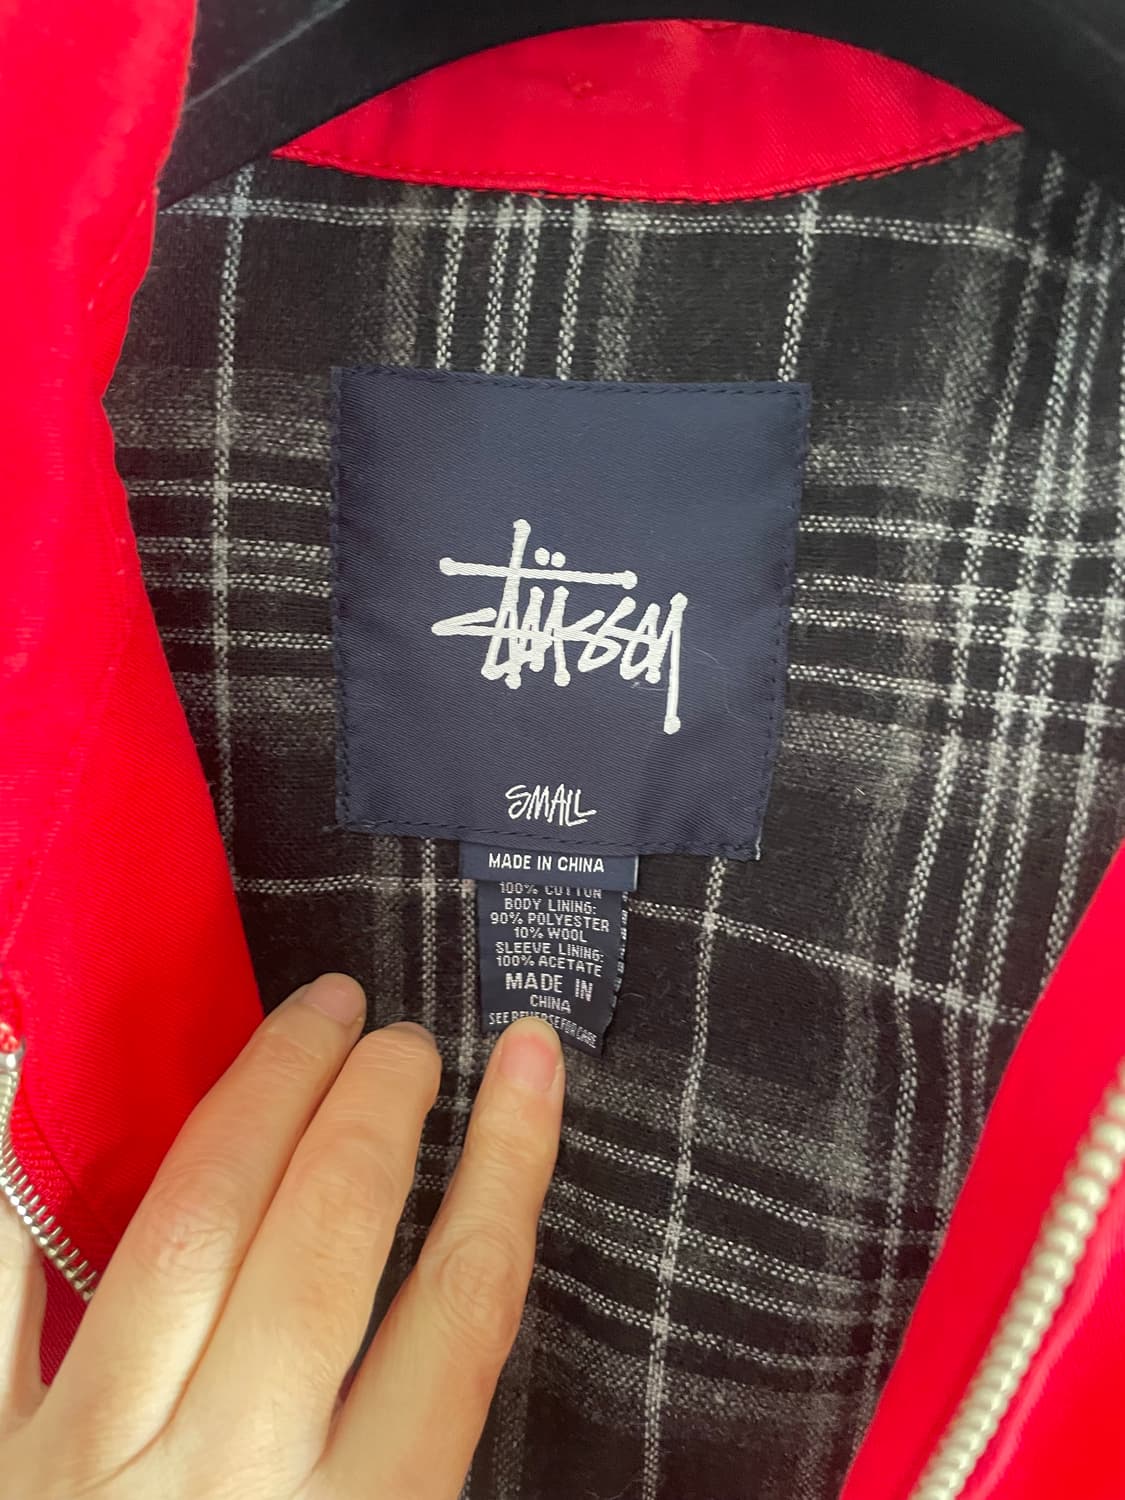 Stüssy
SMALL
MADE IN CHINA
100% COTTON
BODY LINING:
90% POLYESTER
10% WOOL
SLEEVE LINING:
100% ACETATE
MADE IN
CHINA
SEE REVERSE FOR CARE